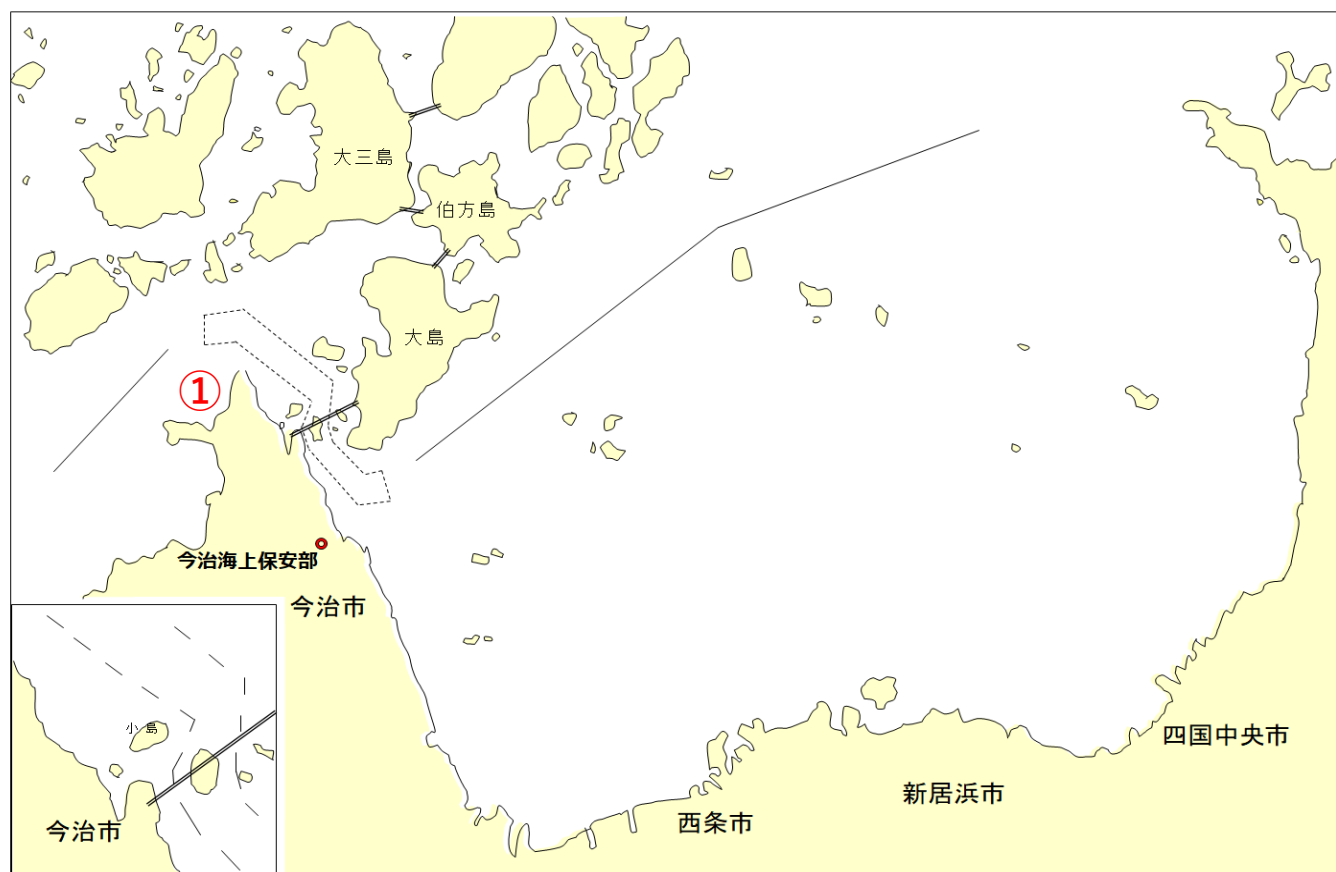 大三島
伯方島
大島
①
今治海上保安部
今治市
小島
今治市
四国中央市
新居浜市
西条市